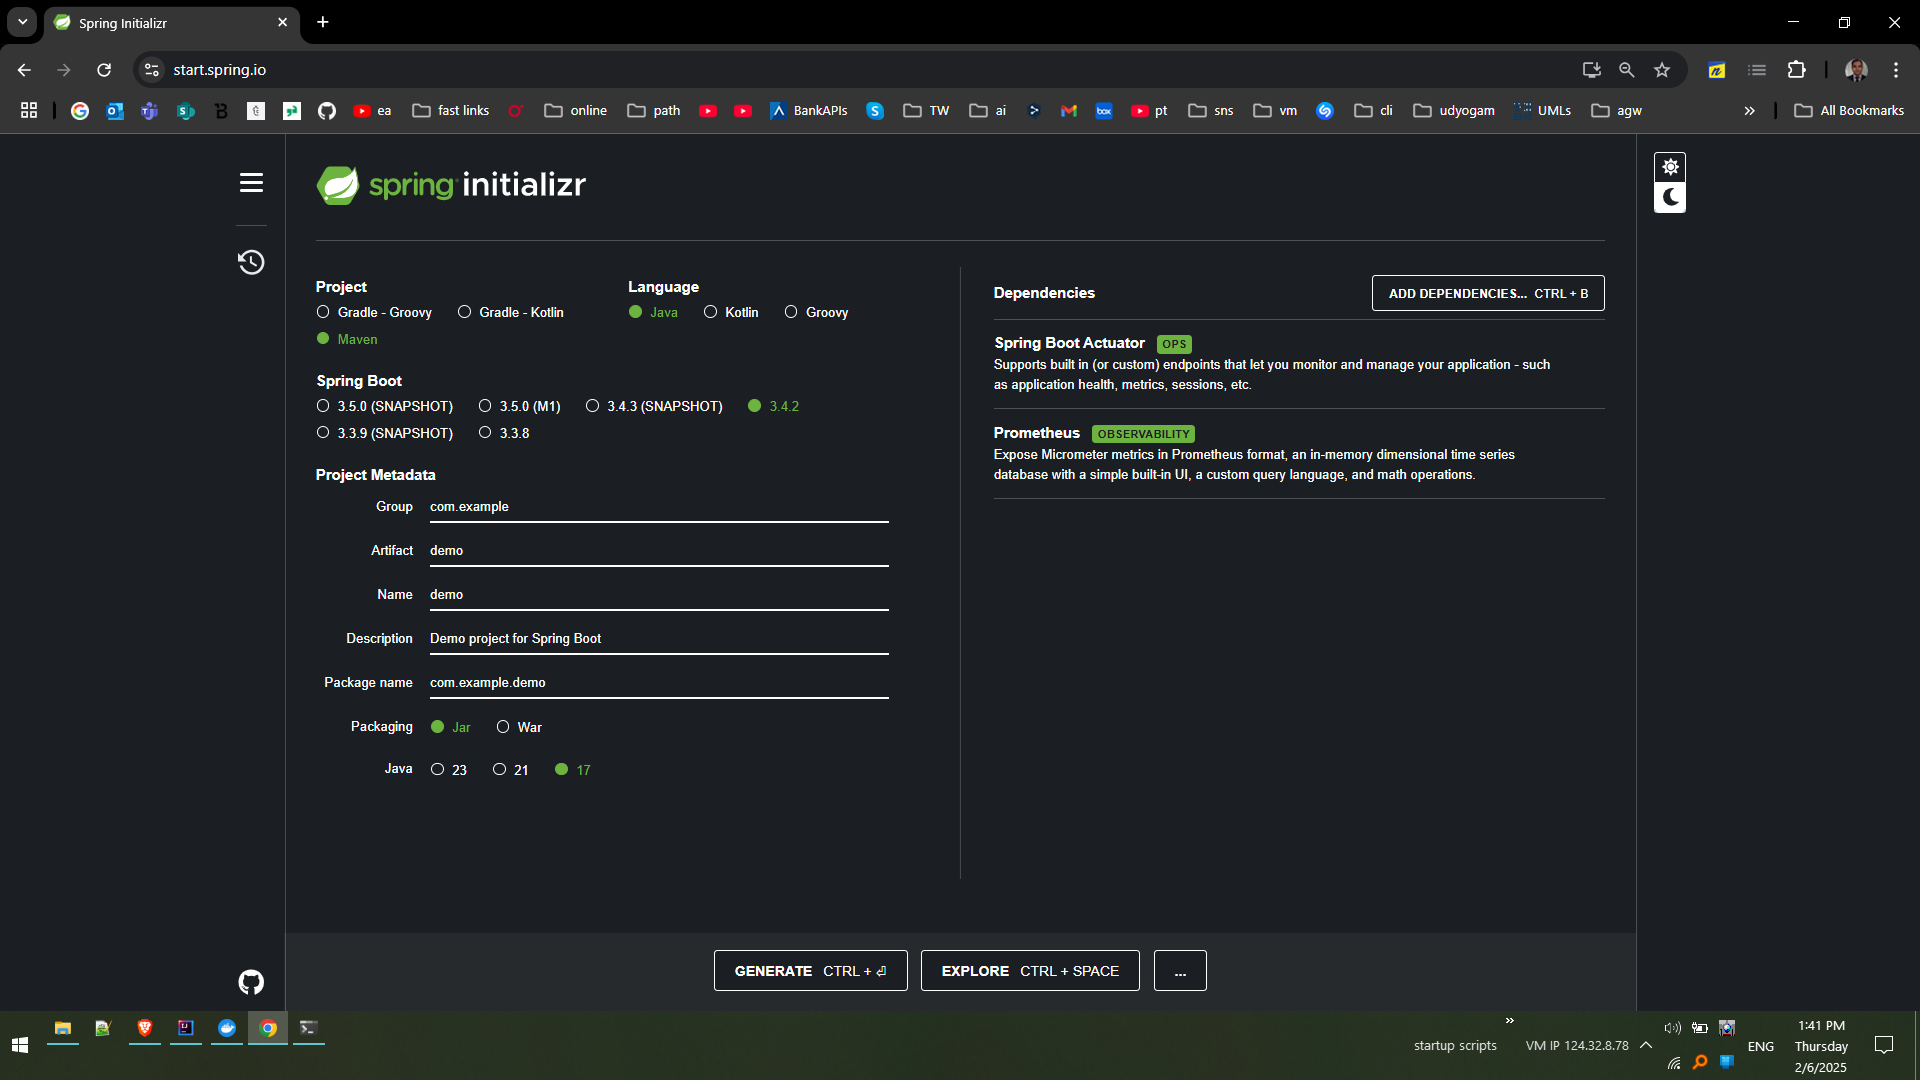 Spring Initializr
start.spring.io
ea
fast links
online
path
BankAPIs
TW
ai
box
pt
sns
vm
cli
udyogam
UMLs
agw
All Bookmarks
spring initializr
Project
Gradle - Groovy
Gradle - Kotlin
Maven
Language
Java
Kotlin
Groovy
Spring Boot
3.5.0 (SNAPSHOT)
3.5.0 (M1)
3.4.3 (SNAPSHOT)
3.4.2
3.3.9 (SNAPSHOT)
3.3.8
Project Metadata
Group com.example
Artifact demo
Name demo
Description Demo project for Spring Boot
Package name com.example.demo
Packaging Jar War
Java 23 21 17
Dependencies
ADD DEPENDENCIES... CTRL + B
Spring Boot Actuator OPS
Supports built in (or custom) endpoints that let you monitor and manage your application - such
as application health, metrics, sessions, etc.
Prometheus OBSERVABILITY
Expose Micrometer metrics in Prometheus format, an in-memory dimensional time series
database with a simple built-in UI, a custom query language, and math operations.
GENERATE CTRL + ⏎
EXPLORE CTRL + SPACE
...
startup scripts
VM IP 124.32.8.78
ENG
1:41 PM
Thursday
2/6/2025